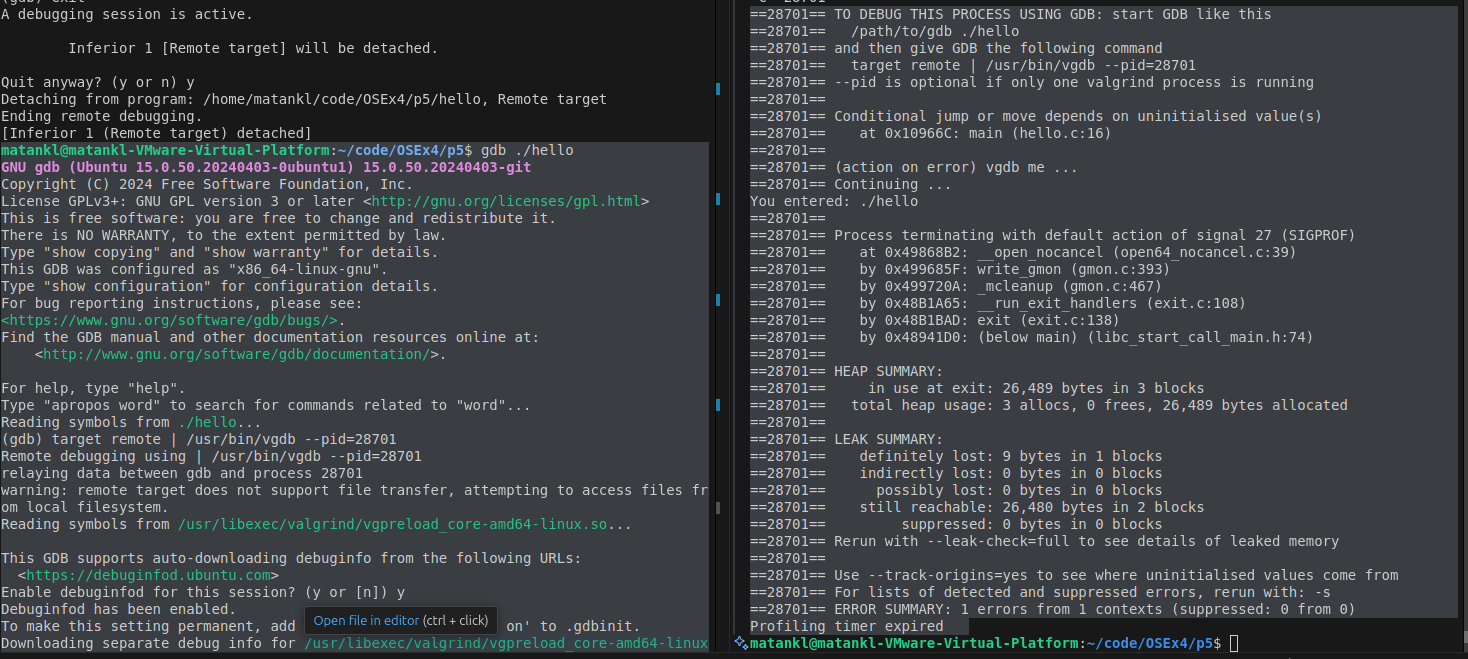 (gdb) exit
A debugging session is active.
Inferior 1 [Remote target] will be detached.
Quit anyway? (y or n) y
Detaching from program: /home/matankl/code/OSEx4/p5/hello, Remote target
Ending remote debugging.
[Inferior 1 (Remote target) detached]
matankl@matankl-VMware-Virtual-Platform:~/code/OSEx4/p5$ gdb ./hello
GNU gdb (Ubuntu 15.0.50.20240403-0ubuntu1) 15.0.50.20240403-git
Copyright (C) 2024 Free Software Foundation, Inc.
License GPLv3+: GNU GPL version 3 or later <http://gnu.org/licenses/gpl.html>
This is free software: you are free to change and redistribute it.
There is NO WARRANTY, to the extent permitted by law.
Type "show copying" and "show warranty" for details.
This GDB was configured as "x86_64-linux-gnu".
Type "show configuration" for configuration details.
For bug reporting instructions, please see:
<https://www.gnu.org/software/gdb/bugs/>.
Find the GDB manual and other documentation resources online at:
<http://www.gnu.org/software/gdb/documentation/>.
For help, type "help".
Type "apropos word" to search for commands related to "word"...
Reading symbols from ./hello...
(gdb) target remote | /usr/bin/vgdb --pid=28701
Remote debugging using | /usr/bin/vgdb --pid=28701
relaying data between gdb and process 28701
warning: remote target does not support file transfer, attempting to access files fr
om local filesystem.
Reading symbols from /usr/libexec/valgrind/vgpreload_core-amd64-linux.so...
This GDB supports auto-downloading debuginfo from the following URLs:
<https://debuginfod.ubuntu.com>
Enable debuginfod for this session? (y or [n]) y
Debuginfod has been enabled.
To make this setting permanent, add on' to .gdbinit.
Open file in editor (ctrl + click)
Downloading separate debug info for /usr/libexec/valgrind/vgpreload_core-amd64-linux
==28701== TO DEBUG THIS PROCESS USING GDB: start GDB like this
==28701== /path/to/gdb ./hello
==28701== and then give GDB the following command
==28701== target remote | /usr/bin/vgdb --pid=28701
==28701== --pid is optional if only one valgrind process is running
==28701==
==28701== Conditional jump or move depends on uninitialised value(s)
==28701== at 0x10966C: main (hello.c:16)
==28701==
==28701== (action on error) vgdb me ...
==28701== Continuing ...
You entered: ./hello
==28701==
==28701== Process terminating with default action of signal 27 (SIGPROF)
==28701== at 0x49868B2: __open_nocancel (open64_nocancel.c:39)
==28701== by 0x499685F: write_gmon (gmon.c:393)
==28701== by 0x499720A: _mcleanup (gmon.c:467)
==28701== by 0x48B1A65: __run_exit_handlers (exit.c:108)
==28701== by 0x48B1BAD: exit (exit.c:138)
==28701== by 0x48941D0: (below main) (libc_start_call_main.h:74)
==28701==
==28701== HEAP SUMMARY:
==28701== in use at exit: 26,489 bytes in 3 blocks
==28701== total heap usage: 3 allocs, 0 frees, 26,489 bytes allocated
==28701==
==28701== LEAK SUMMARY:
==28701== definitely lost: 9 bytes in 1 blocks
==28701== indirectly lost: 0 bytes in 0 blocks
==28701== possibly lost: 0 bytes in 0 blocks
==28701== still reachable: 26,480 bytes in 2 blocks
==28701== suppressed: 0 bytes in 0 blocks
==28701== Rerun with --leak-check=full to see details of leaked memory
==28701==
==28701== Use --track-origins=yes to see where uninitialised values come from
==28701== For lists of detected and suppressed errors, rerun with: -s
==28701== ERROR SUMMARY: 1 errors from 1 contexts (suppressed: 0 from 0)
Profiling timer expired
matankl@matankl-VMware-Virtual-Platform:~/code/OSEx4/p5$